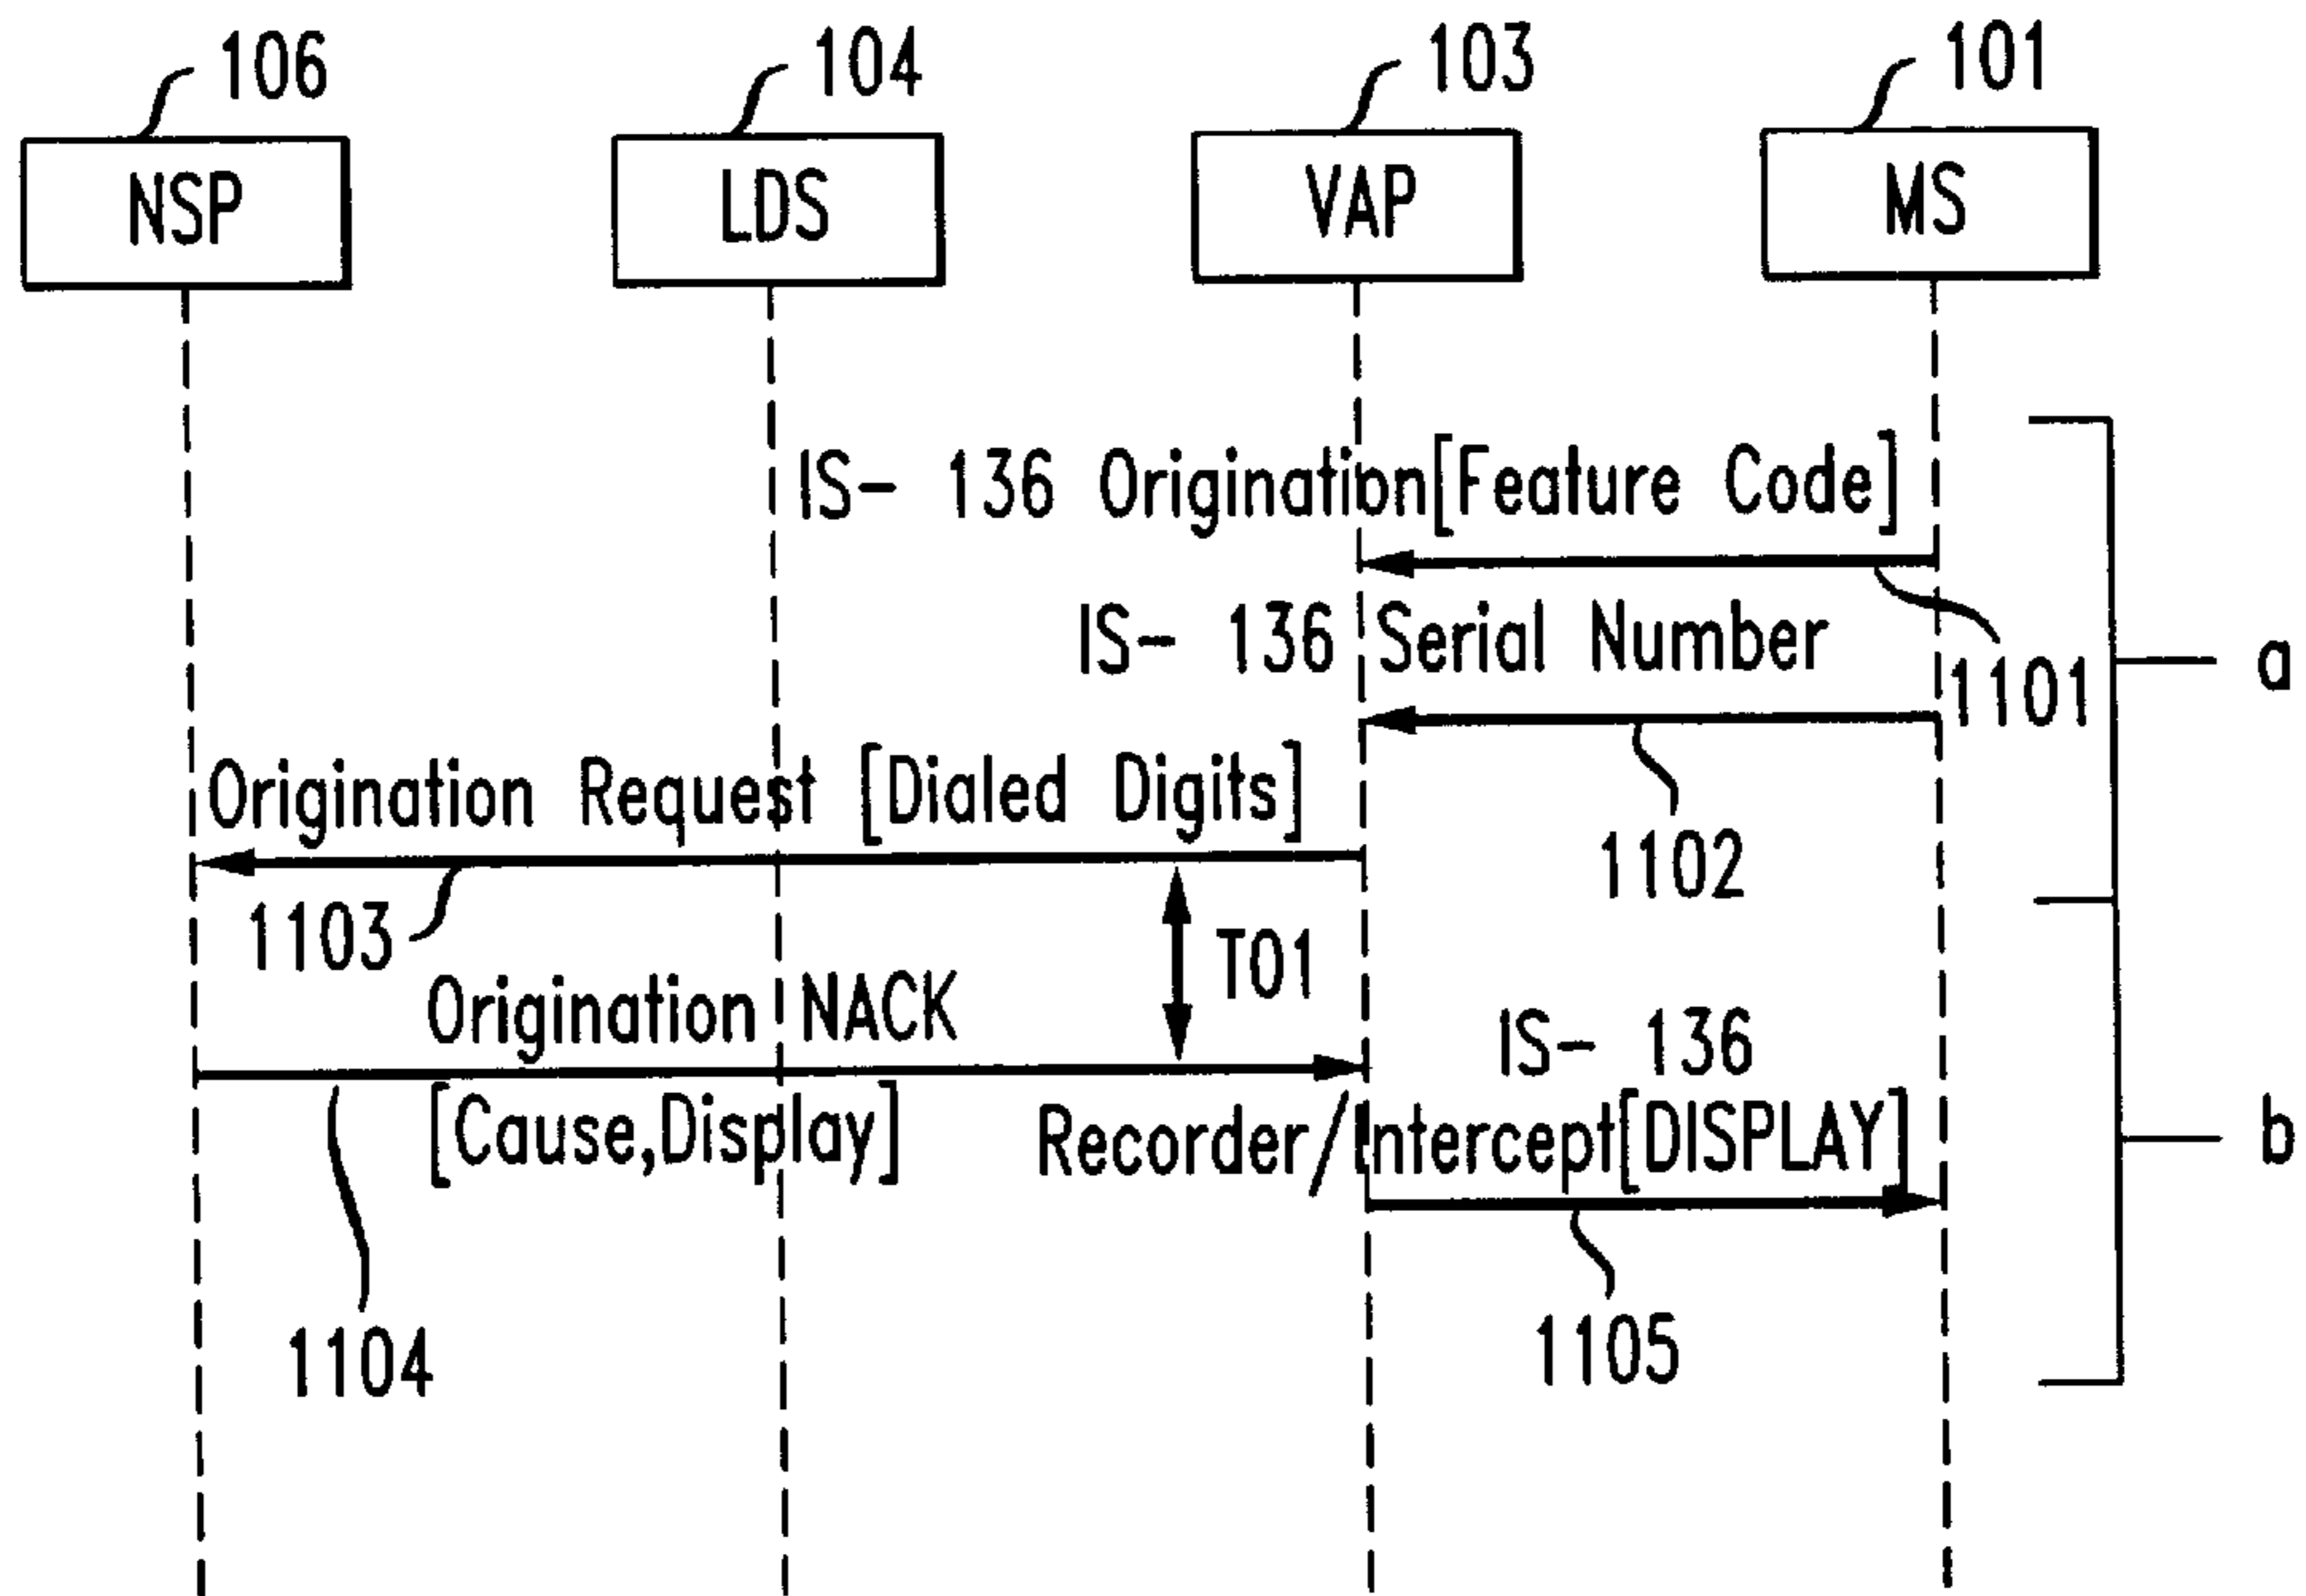 106
104
103
101
NSP
LDS
VAP
MS
IS- 136 Origination[Feature Code]
1101
IS- 136 Serial Number
a
1102
Origination Request [Dialed Digits]
1103
T01
Origination NACK
[Cause,Display]
1104
IS- 136
Recorder/Intercept[DISPLAY]
b
1105